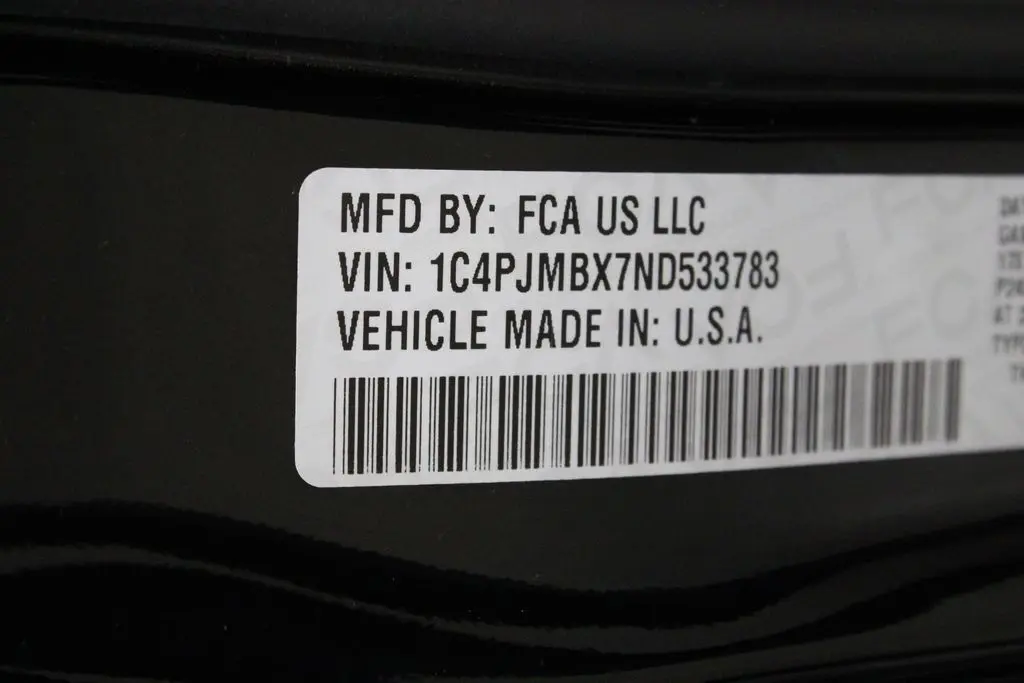 MFD BY: FCA US LLC
VIN: 1C4PJMBX7ND533783
VEHICLE MADE IN: U.S.A.